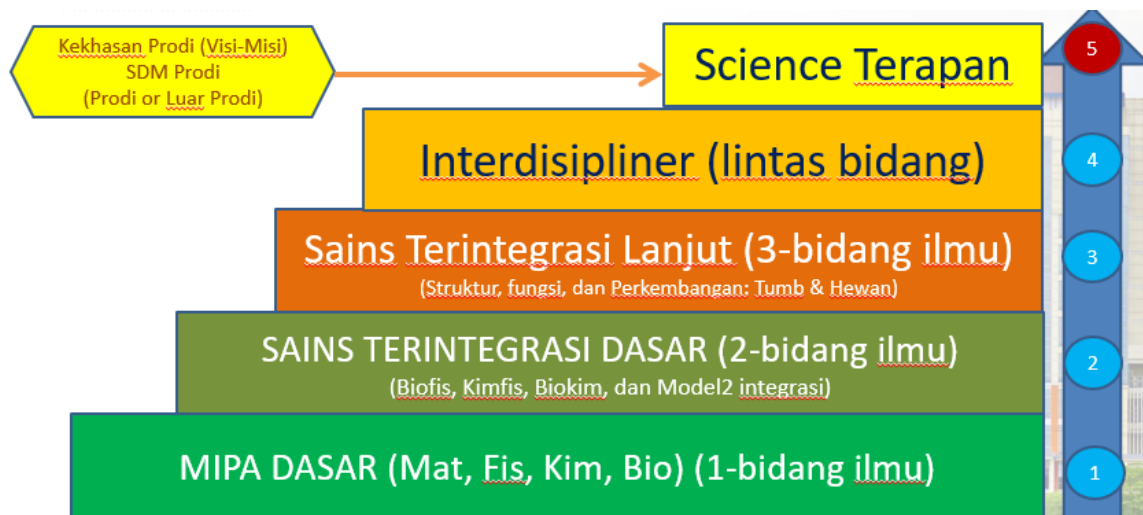 Kekhasan Prodi (Visi-Misi)
SDM Prodi
(Prodi or Luar Prodi)
Science Terapan
5
Interdisipliner (lintas bidang)
4
Sains Terintegrasi Lanjut (3-bidang ilmu)
(Struktur, fungsi, dan Perkembangan: Tumb & Hewan)
3
SAINS TERINTEGRASI DASAR (2-bidang ilmu)
(Biofis, Kimfis, Biokim, dan Model2 integrasi)
2
MIPA DASAR (Mat, Fis, Kim, Bio) (1-bidang ilmu)
1